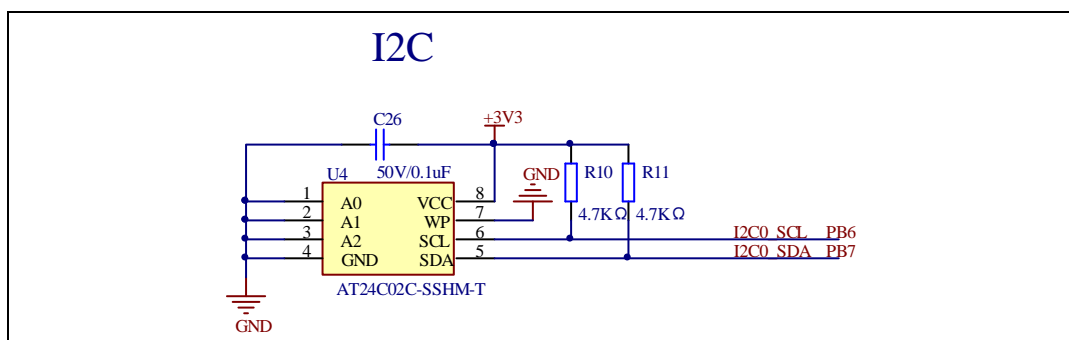 I2C
+3V3
C26
50V/0.1uF
U4
GND
R10
R11
4.7KΩ
4.7KΩ
1
A0
VCC
8
2
A1
WP
7
3
A2
SCL
6
I2C0_SCL PB6
4
GND
SDA
5
I2C0_SDA PB7
AT24C02C-SSHM-T
GND